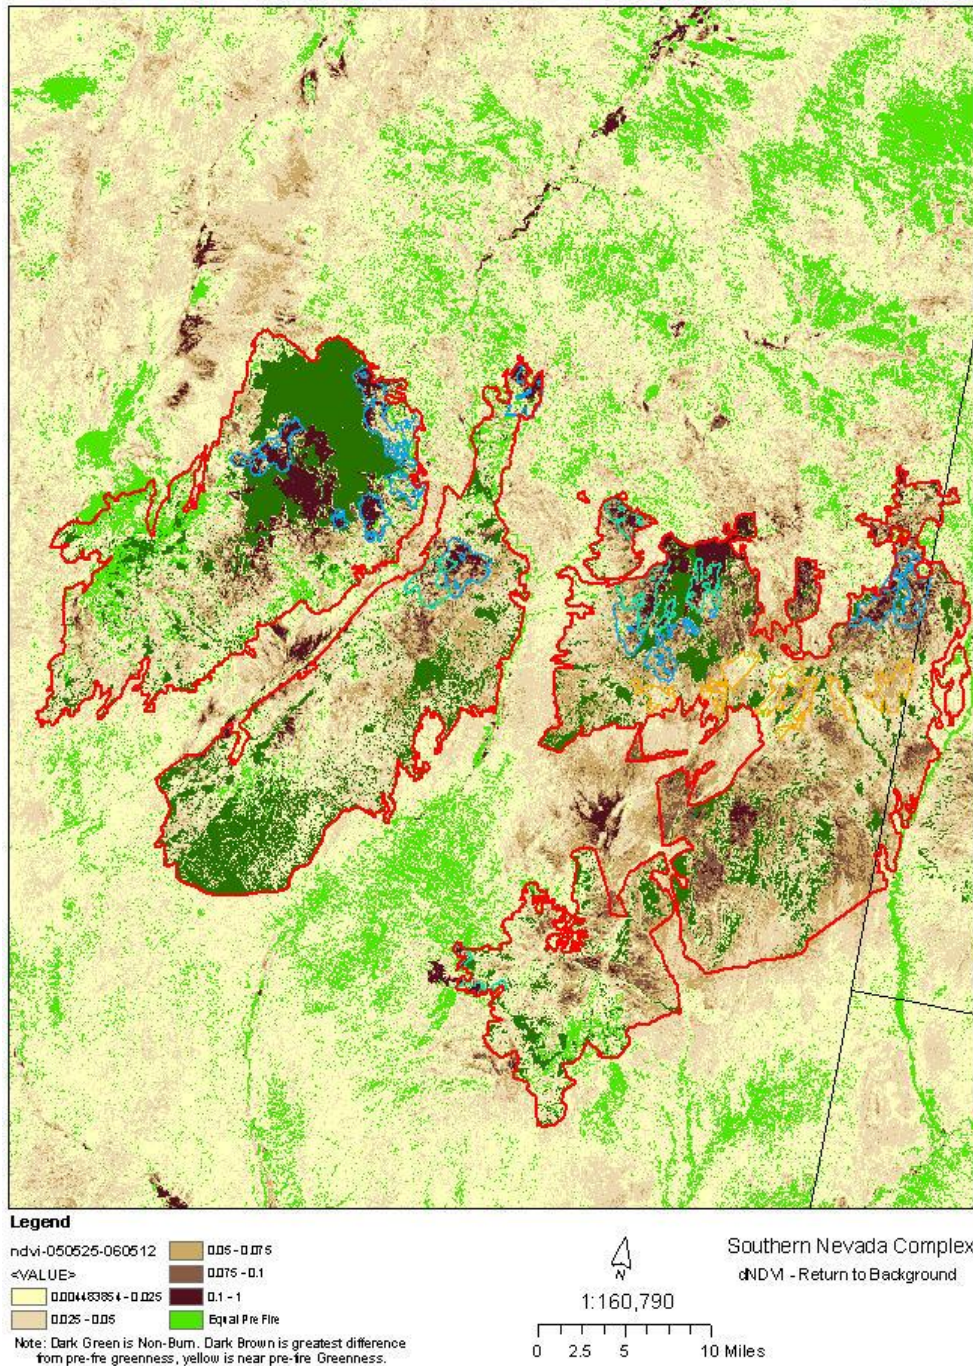 Legend
ndvi-050525-060512
<VALUE>
0.004483854 - 0.025
0.025 - 0.05
0.05 - 0.075
0.075 - 0.1
0.1 - 1
Equal Pre Fire
Note: Dark Green is Non-Burn. Dark Brown is greatest difference
from pre-fre greenness, yellow is near pre-fire Greenness.
N
1:160,790
0 2.5 5 10 Miles
Southern Nevada Complex
dNDVI - Return to Background